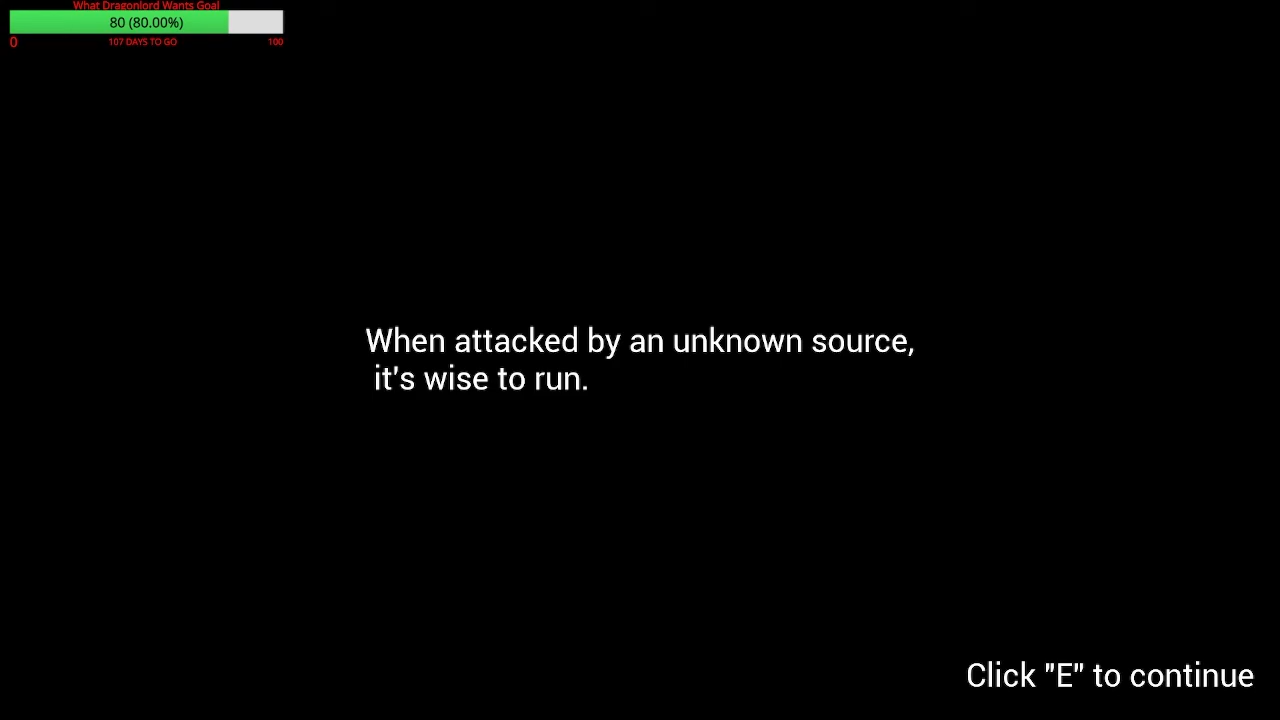 What Dragonlord Wants Goal
80 (80.00%)
0
107 DAYS TO GO
100
When attacked by an unknown source,
it's wise to run.
Click "E" to continue